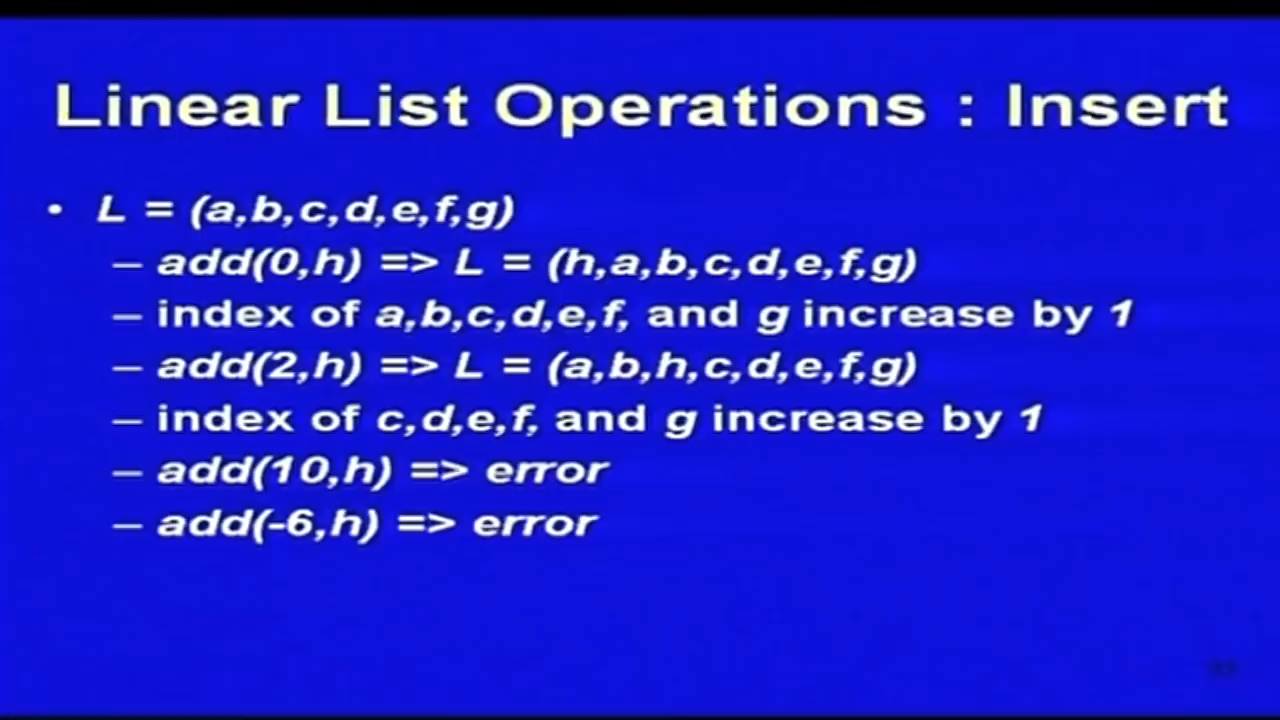 Linear List Operations : Insert
• L = (a,b,c,d,e,f,g)
– add(0,h) => L = (h,a,b,c,d,e,f,g)
– index of a,b,c,d,e,f, and g increase by 1
– add(2,h) => L = (a,b,h,c,d,e,f,g)
– index of c,d,e,f, and g increase by 1
– add(10,h) => error
– add(-6,h) => error